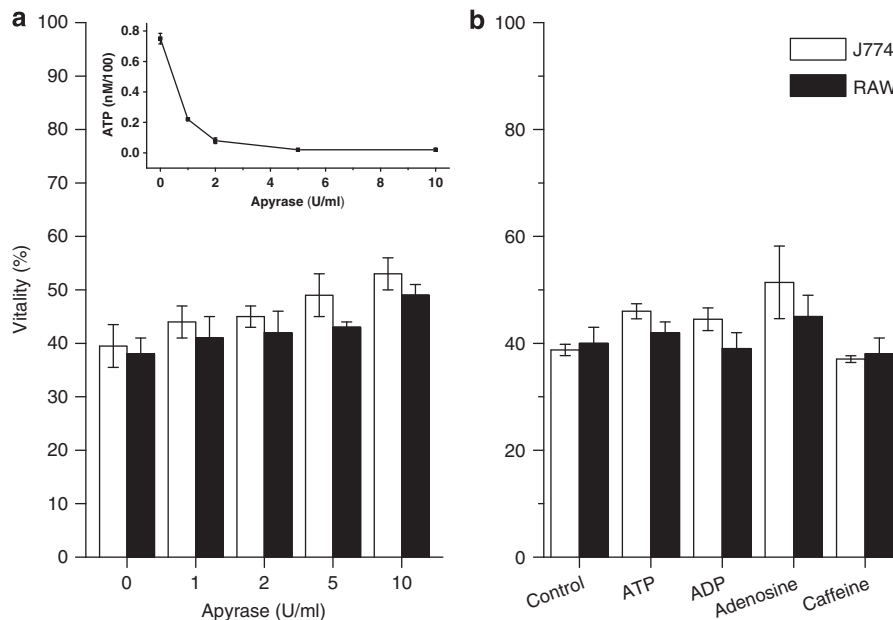 a
b
100
90
80
70
60
50
40
30
20
10
0
Vitality (%)
0
1
2
5
10
Apyrase (U/ml)
0.8
0.6
0.4
0.2
0.0
ATP (nM/100)
0
2
4
6
8
10
Apyrase (U/ml)
100
80
60
40
20
0
Control
ATP
ADP
Adenosine
Caffeine
J774
RAW